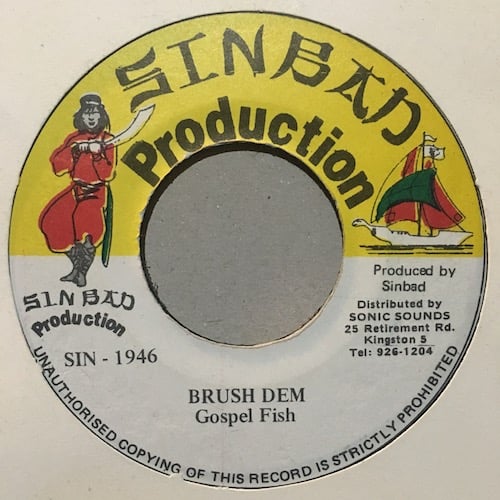 SINBAD
Production
SINBAD
Production
SIN - 1946
Produced by
Sinbad
Distributed by
SONIC SOUNDS
25 Retirement Rd.
Kingston 5
Tel: 926-1204
BRUSH DEM
Gospel Fish
UNAUTHORISED COPYING OF THIS RECORD IS STRICTLY PROHIBITED